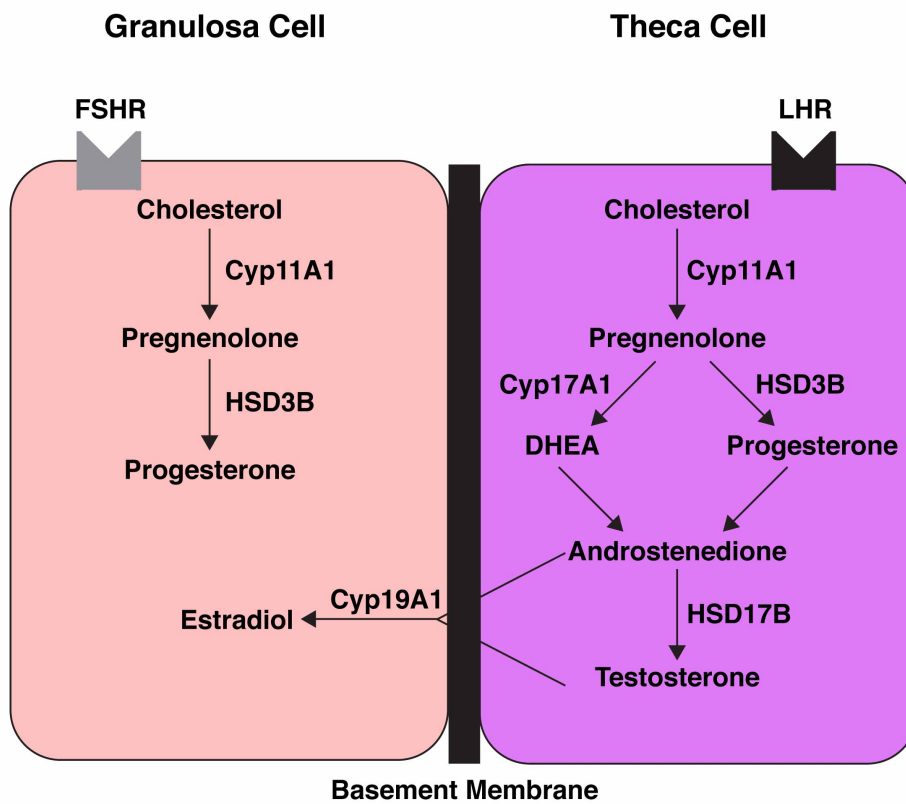 Granulosa Cell
Theca Cell
FSHR
LHR
Cholesterol
Cyp11A1
Pregnenolone
HSD3B
Progesterone
Cyp19A1
Estradiol
Cholesterol
Cyp11A1
Pregnenolone
Cyp17A1
HSD3B
DHEA
Progesterone
Androstenedione
HSD17B
Testosterone
Basement Membrane